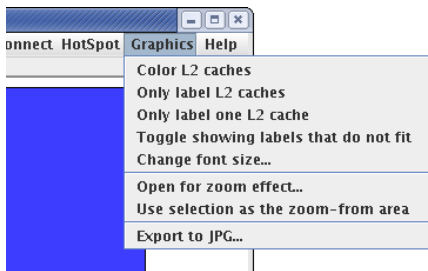 onnect HotSpot Graphics Help
Color L2 caches
Only label L2 caches
Only label one L2 cache
Toggle showing labels that do not fit
Change font size...
Open for zoom effect...
Use selection as the zoom-from area
Export to JPG...